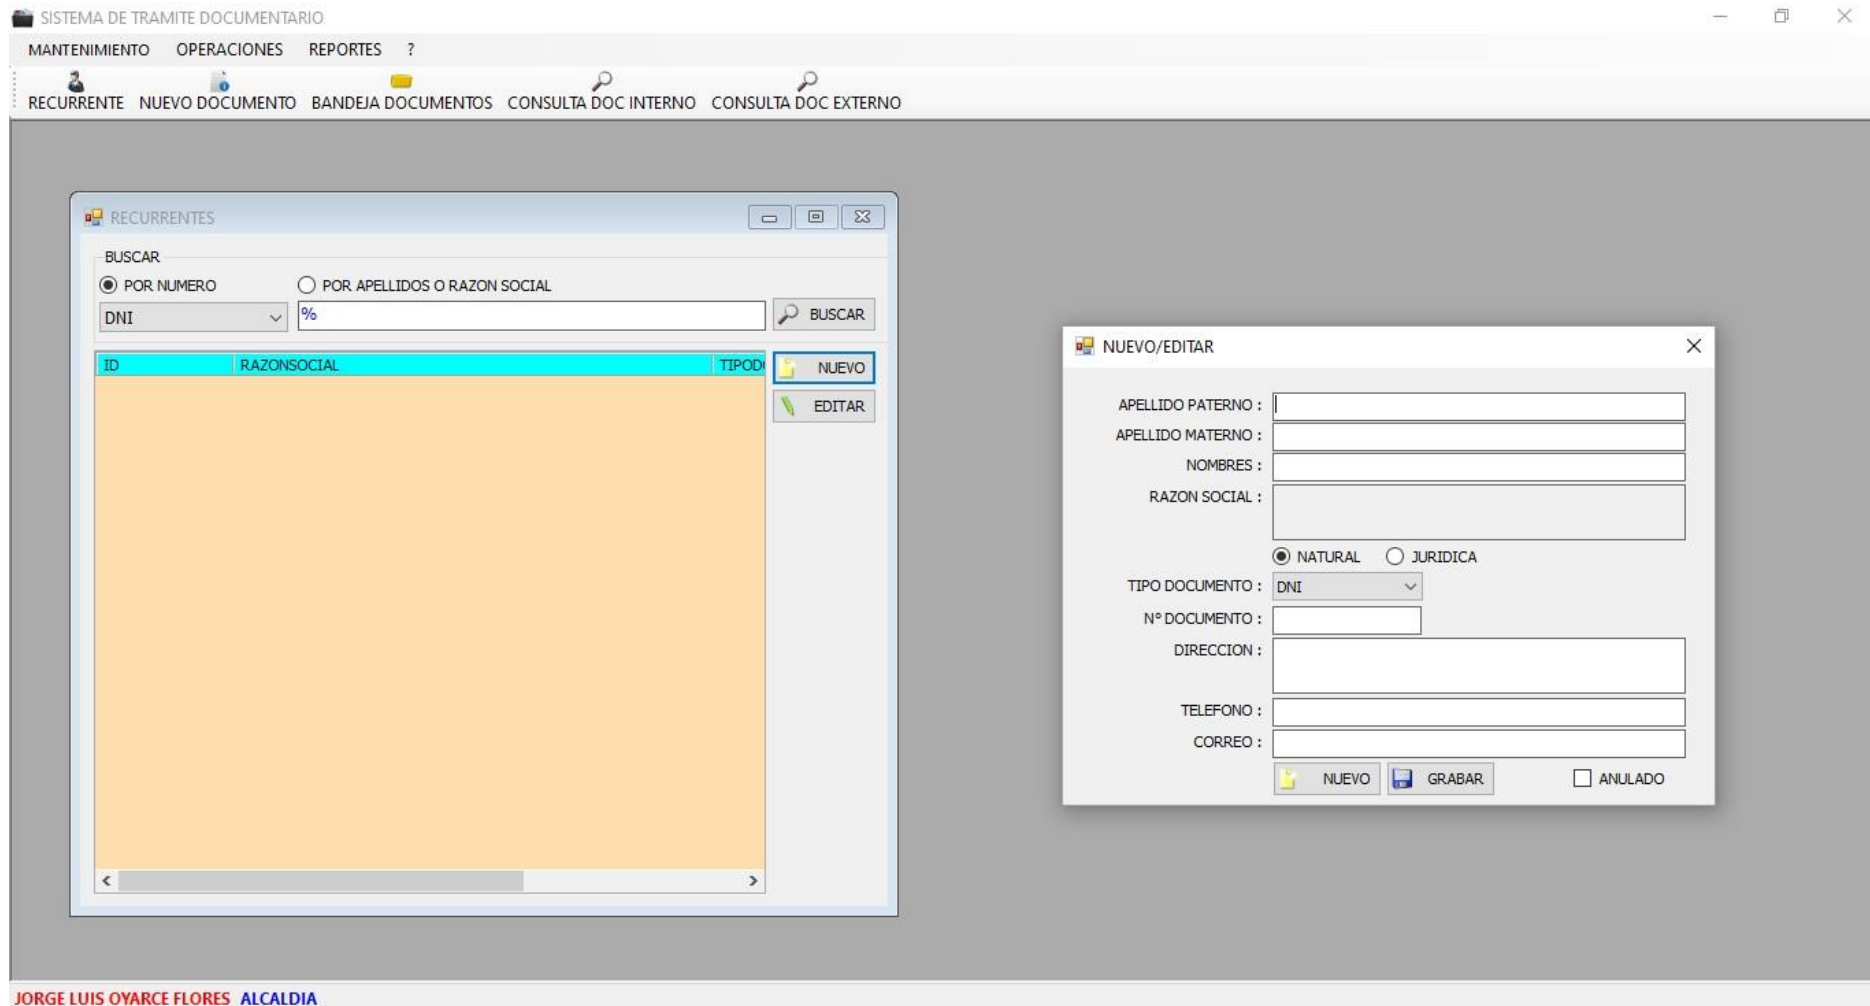 SISTEMA DE TRAMITE DOCUMENTARIO
MANTENIMIENTO OPERACIONES REPORTES ?
RECURRENTE NUEVO DOCUMENTO BANDEJA DOCUMENTOS CONSULTA DOC INTERNO CONSULTA DOC EXTERNO
RECURRENTES
BUSCAR
POR NUMERO POR APELLIDOS O RAZON SOCIAL
DNI % BUSCAR
ID RAZONSOCIAL TIPOD
NUEVO
EDITAR
NUEVO/EDITAR
APELLIDO PATERNO :
APELLIDO MATERNO :
NOMBRES :
RAZON SOCIAL :
NATURAL JURIDICA
TIPO DOCUMENTO : DNI
Nº DOCUMENTO :
DIRECCION :
TELEFONO :
CORREO :
NUEVO GRABAR ANULADO
JORGE LUIS OYARCE FLORES ALCALDIA